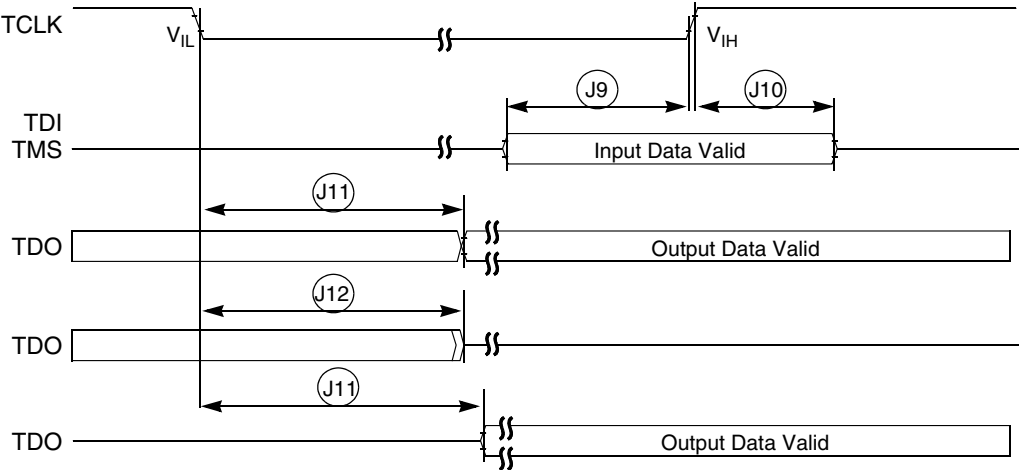 TCLK
VIL
VIH
J9
J10
TDI
TMS
Input Data Valid
J11
TDO
Output Data Valid
J12
TDO
J11
TDO
Output Data Valid